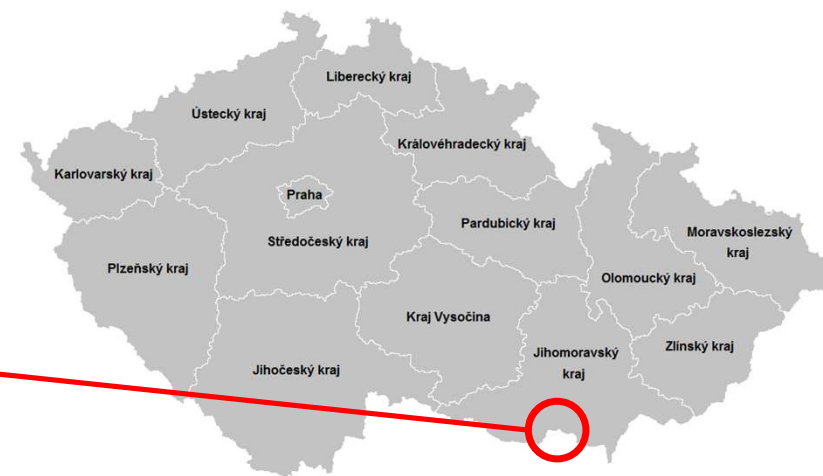 Liberecký kraj
Ústecký kraj
Královéhradecký kraj
Karlovarský kraj
Praha
Pardubický kraj
Moravskoslezský
kraj
Středočeský kraj
Plzeňský kraj
Olomoucký kraj
Kraj Vysočina
Zlínský kraj
Jihomoravský
kraj
Jihočeský kraj